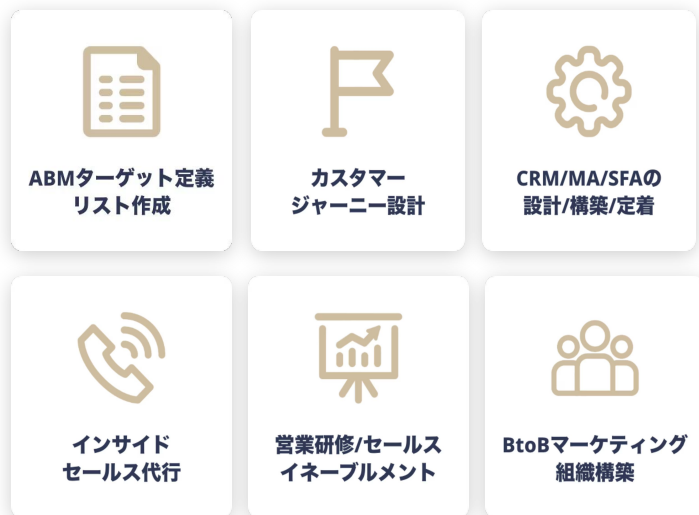 ABMターゲット定義
リスト作成
カスタマー
ジャーニー設計
CRM/MA/SFAの
設計/構築/定着
インサイド
セールス代行
営業研修/セールス
イネーブルメント
BtoBマーケティング
組織構築